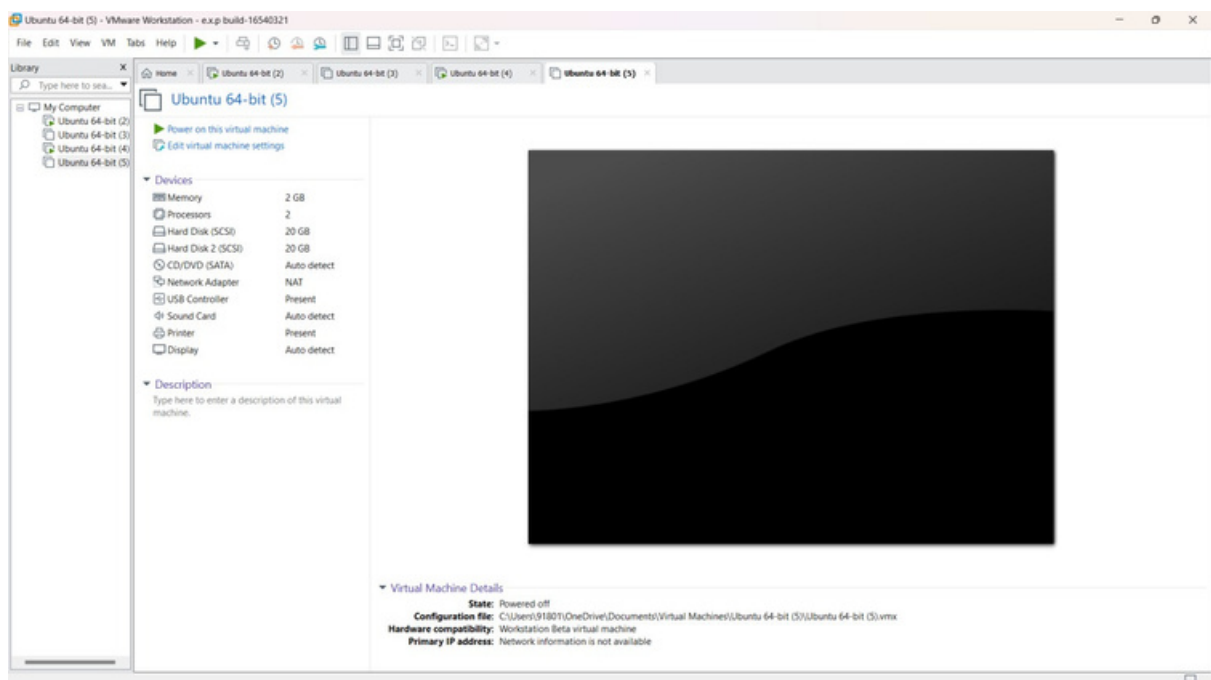 Ubuntu 64-bit (5) - VMware Workstation - e.x.p build-16540321
File Edit View VM Tabs Help
Library X
Type here to sea...
My Computer
Ubuntu 64-bit (2)
Ubuntu 64-bit (3)
Ubuntu 64-bit (4)
Ubuntu 64-bit (5)
Home Ubuntu 64-bit (2) Ubuntu 64-bit (3) Ubuntu 64-bit (4) Ubuntu 64-bit (5)
Ubuntu 64-bit (5)
Power on this virtual machine
Edit virtual machine settings
Devices
Memory 2 GB
Processors 2
Hard Disk (SCSI) 20 GB
Hard Disk 2 (SCSI) 20 GB
CD/DVD (SATA) Auto detect
Network Adapter NAT
USB Controller Present
Sound Card Auto detect
Printer Present
Display Auto detect
Description
Type here to enter a description of this virtual
machine.
Virtual Machine Details
State: Powered off
Configuration file: C:\Users\91801\OneDrive\Documents\Virtual Machines\Ubuntu 64-bit (5)\Ubuntu 64-bit (5).vmx
Hardware compatibility: Workstation Beta virtual machine
Primary IP address: Network information is not available